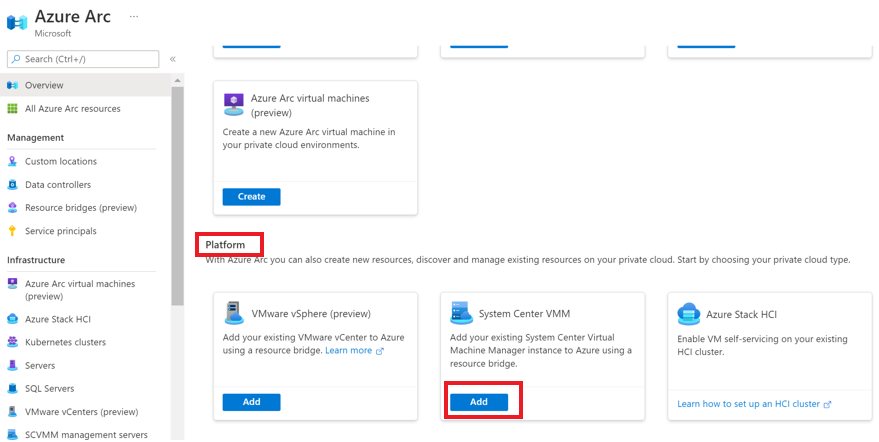 Azure Arc ...
Microsoft
Search (Ctrl+/)
«
Overview
All Azure Arc resources
Management
Custom locations
Data controllers
Resource bridges (preview)
Service principals
Infrastructure
Azure Arc virtual machines
(preview)
Azure Stack HCI
Kubernetes clusters
Servers
SQL Servers
VMware vCenters (preview)
SCVMM management servers
Azure Arc virtual machines
(preview)
Create a new Azure Arc virtual machine in
your private cloud environments.
Create
Platform
With Azure Arc you can also create new resources, discover and manage existing resources on your private cloud. Start by choosing your private cloud type.
VMware vSphere (preview)
Add your existing VMware vCenter to Azure
using a resource bridge. Learn more
Add
System Center VMM
Add your existing System Center Virtual
Machine Manager instance to Azure using a
resource bridge.
Add
Azure Stack HCI
Enable VM self-servicing on your existing
HCI cluster.
Learn how to set up an HCI cluster